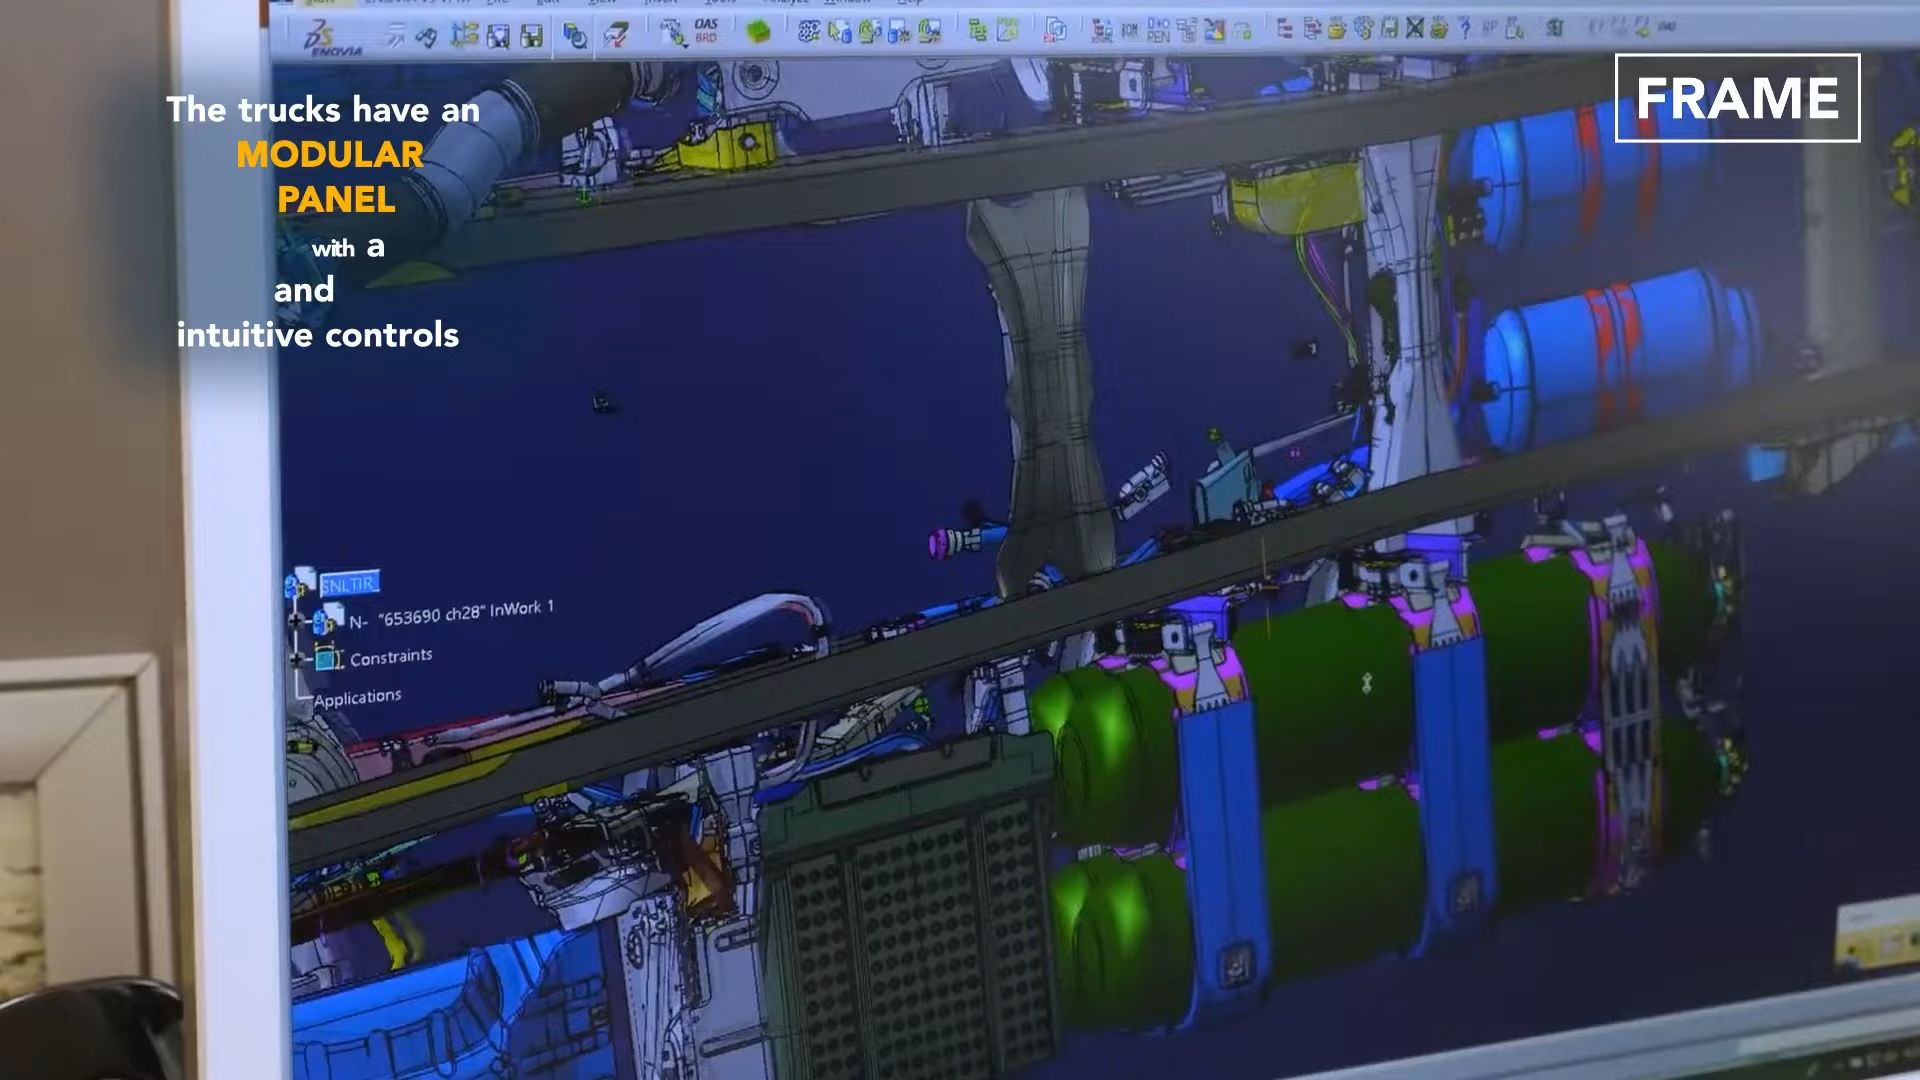 ENOVIA
OAS
BRD
FRAME
The trucks have an
MODULAR
PANEL
with a
and
intuitive controls
SNLTIR
N- "653690 ch28" InWork 1
Constraints
Applications